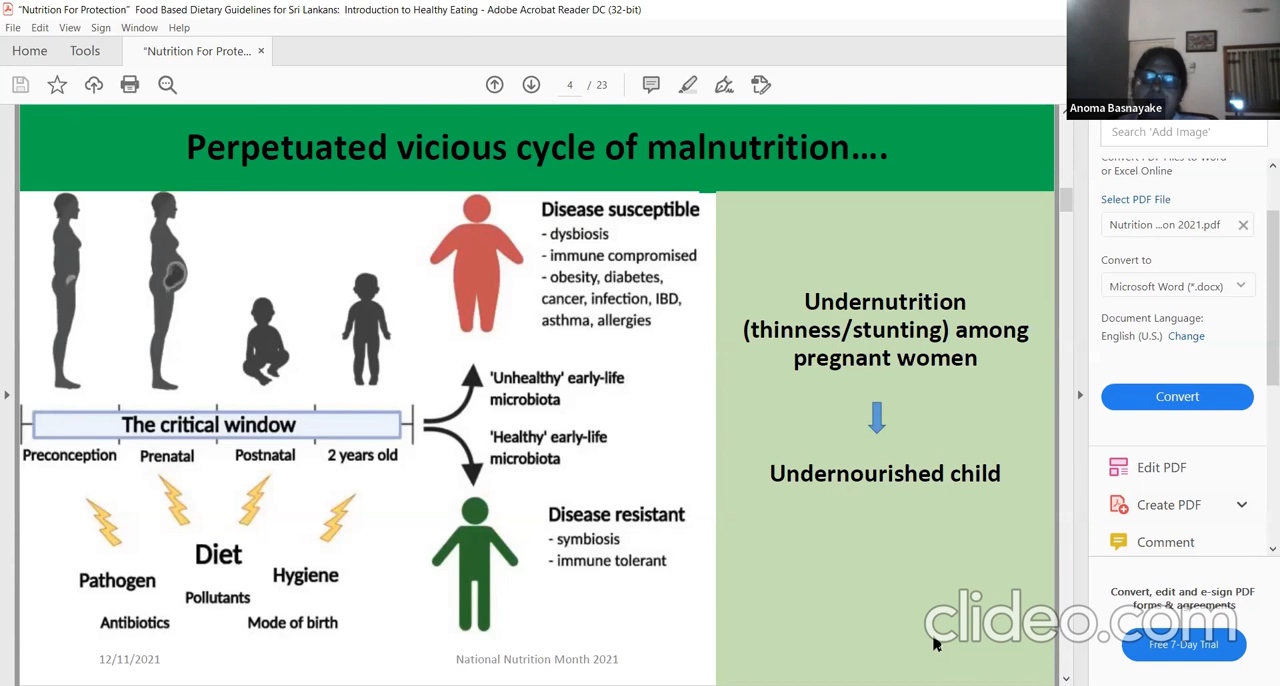 "Nutrition For Protection" Food Based Dietary Guidelines for Sri Lankans: Introduction to Healthy Eating - Adobe Acrobat Reader DC (32-bit)
File Edit View Sign Window Help
Home Tools "Nutrition For Prote... ×
4 / 23
Anoma Basnayake
Perpetuated vicious cycle of malnutrition....
Disease susceptible
- dysbiosis
- immune compromised
- obesity, diabetes,
cancer, infection, IBD,
asthma, allergies
'Unhealthy' early-life
microbiota
The critical window
Preconception Prenatal Postnatal 2 years old
'Healthy' early-life
microbiota
Disease resistant
- symbiosis
- immune tolerant
Diet
Pathogen
Hygiene
Pollutants
Antibiotics
Mode of birth
12/11/2021
National Nutrition Month 2021
Undernutrition
(thinness/stunting) among
pregnant women
Undernourished child
Search 'Add Image'
Convert PDF Files to Word
or Excel Online
Select PDF File
Nutrition ...on 2021.pdf
Convert to
Microsoft Word (*.docx)
Document Language:
English (U.S.) Change
Convert
Edit PDF
Create PDF
Comment
Convert, edit and e-sign PDF
forms & agreements
Free 7-Day Trial
clideo.com